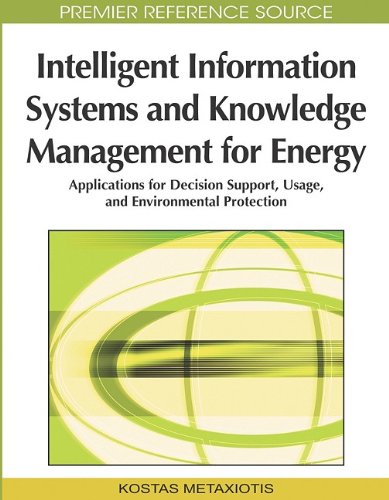 PREMIER REFERENCE SOURCE
Intelligent Information
Systems and Knowledge
Management for Energy
Applications for Decision Support, Usage,
and Environmental Protection
KOSTAS METAXIOTIS